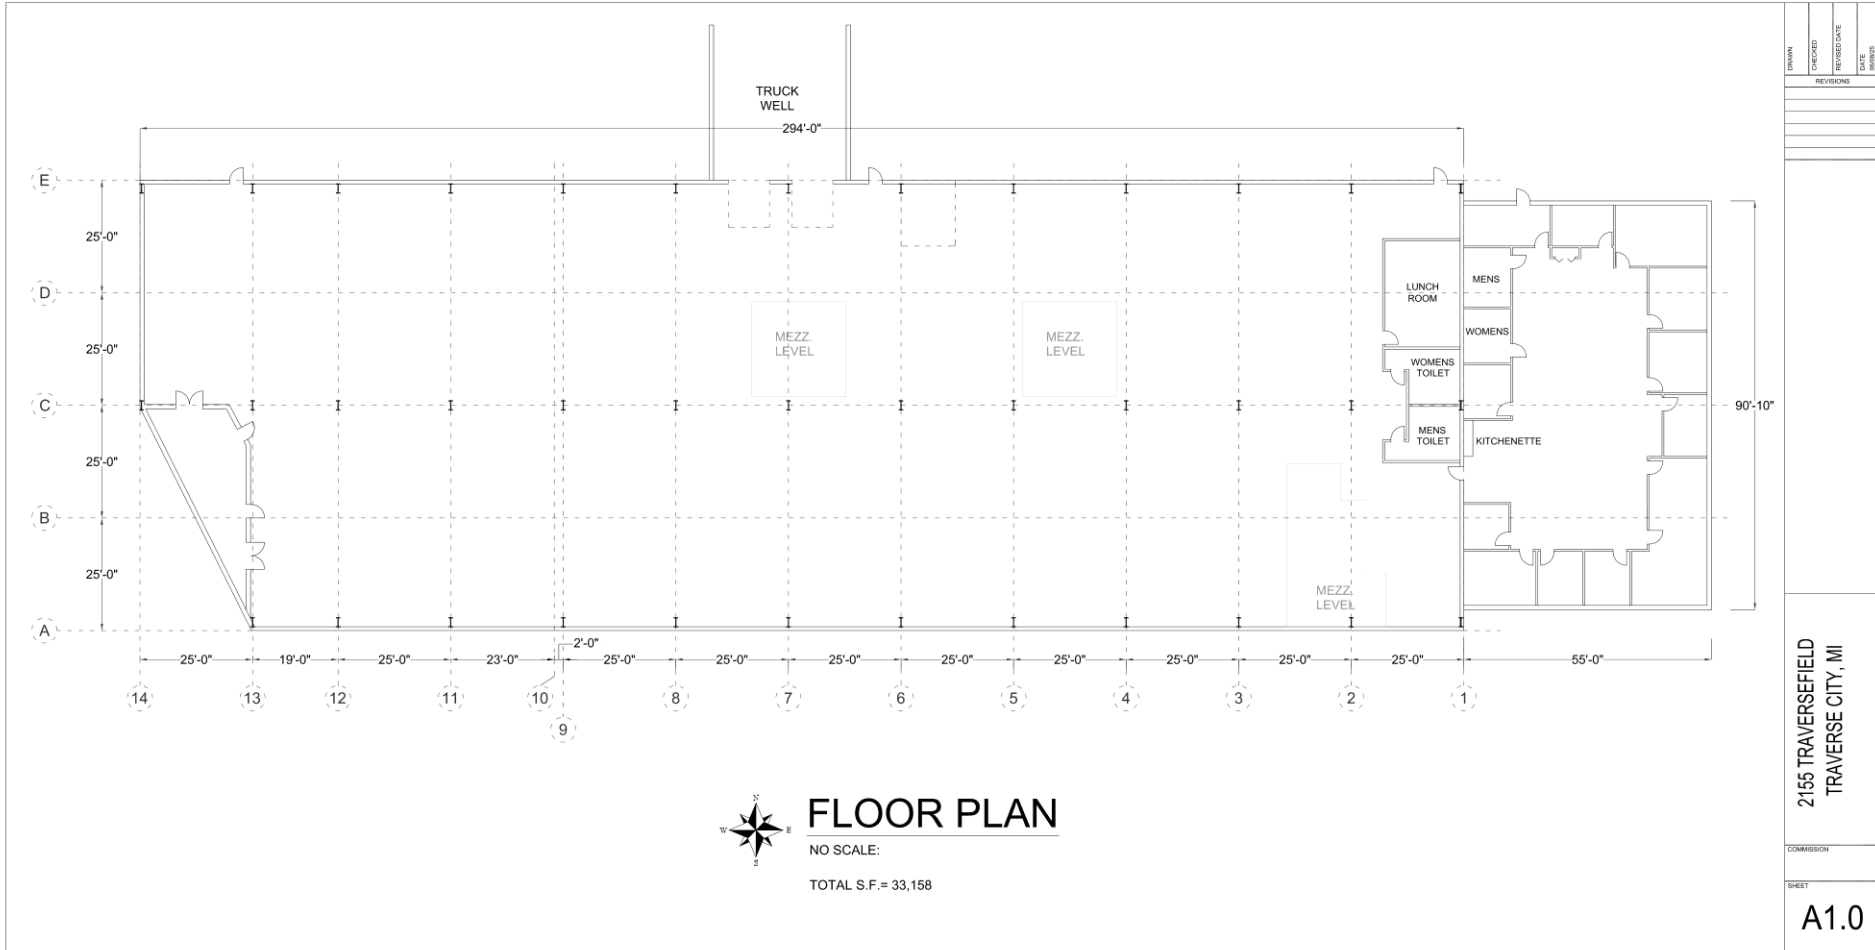 TRUCK
WELL
294'-0"
E
D
C
B
A
25'-0"
25'-0"
25'-0"
25'-0"
MEZZ.
LEVEL
MEZZ.
LEVEL
MEZZ.
LEVEL
LUNCH
ROOM
WOMENS
TOILET
MENS
TOILET
MENS
WOMENS
KITCHENETTE
90'-10"
2'-0"
25'-0"
19'-0"
25'-0"
23'-0"
25'-0"
25'-0"
25'-0"
25'-0"
25'-0"
25'-0"
25'-0"
25'-0"
55'-0"
14
13
12
11
10
9
8
7
6
5
4
3
2
1
N
W
E
S
FLOOR PLAN
NO SCALE:
TOTAL S.F.= 33,158
DRAWN
CHECKED
REVISED DATE
DATE
REVISIONS
2155 TRAVERSEFIELD
TRAVERSE CITY, MI
COMMISSION
SHEET
A1.0